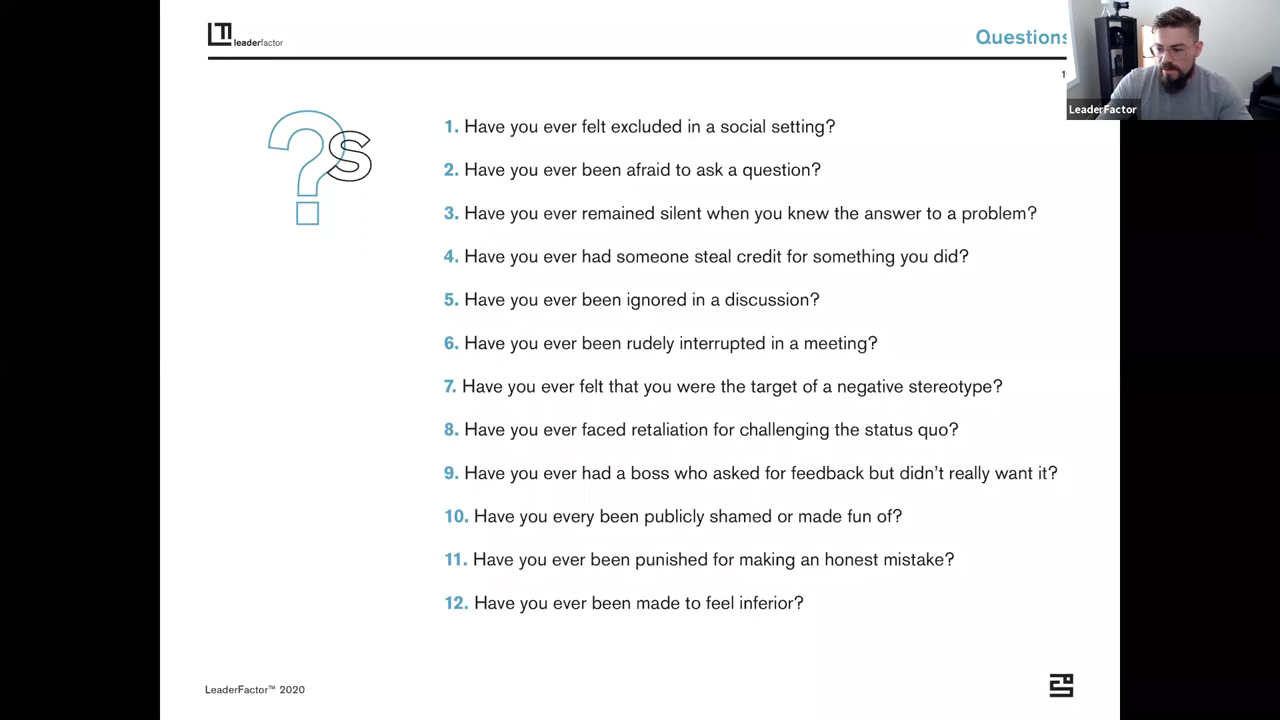 leaderfactor
Questions
LeaderFactor
?s
1. Have you ever felt excluded in a social setting?
2. Have you ever been afraid to ask a question?
3. Have you ever remained silent when you knew the answer to a problem?
4. Have you ever had someone steal credit for something you did?
5. Have you ever been ignored in a discussion?
6. Have you ever been rudely interrupted in a meeting?
7. Have you ever felt that you were the target of a negative stereotype?
8. Have you ever faced retaliation for challenging the status quo?
9. Have you ever had a boss who asked for feedback but didn't really want it?
10. Have you every been publicly shamed or made fun of?
11. Have you ever been punished for making an honest mistake?
12. Have you ever been made to feel inferior?
LeaderFactor™ 2020